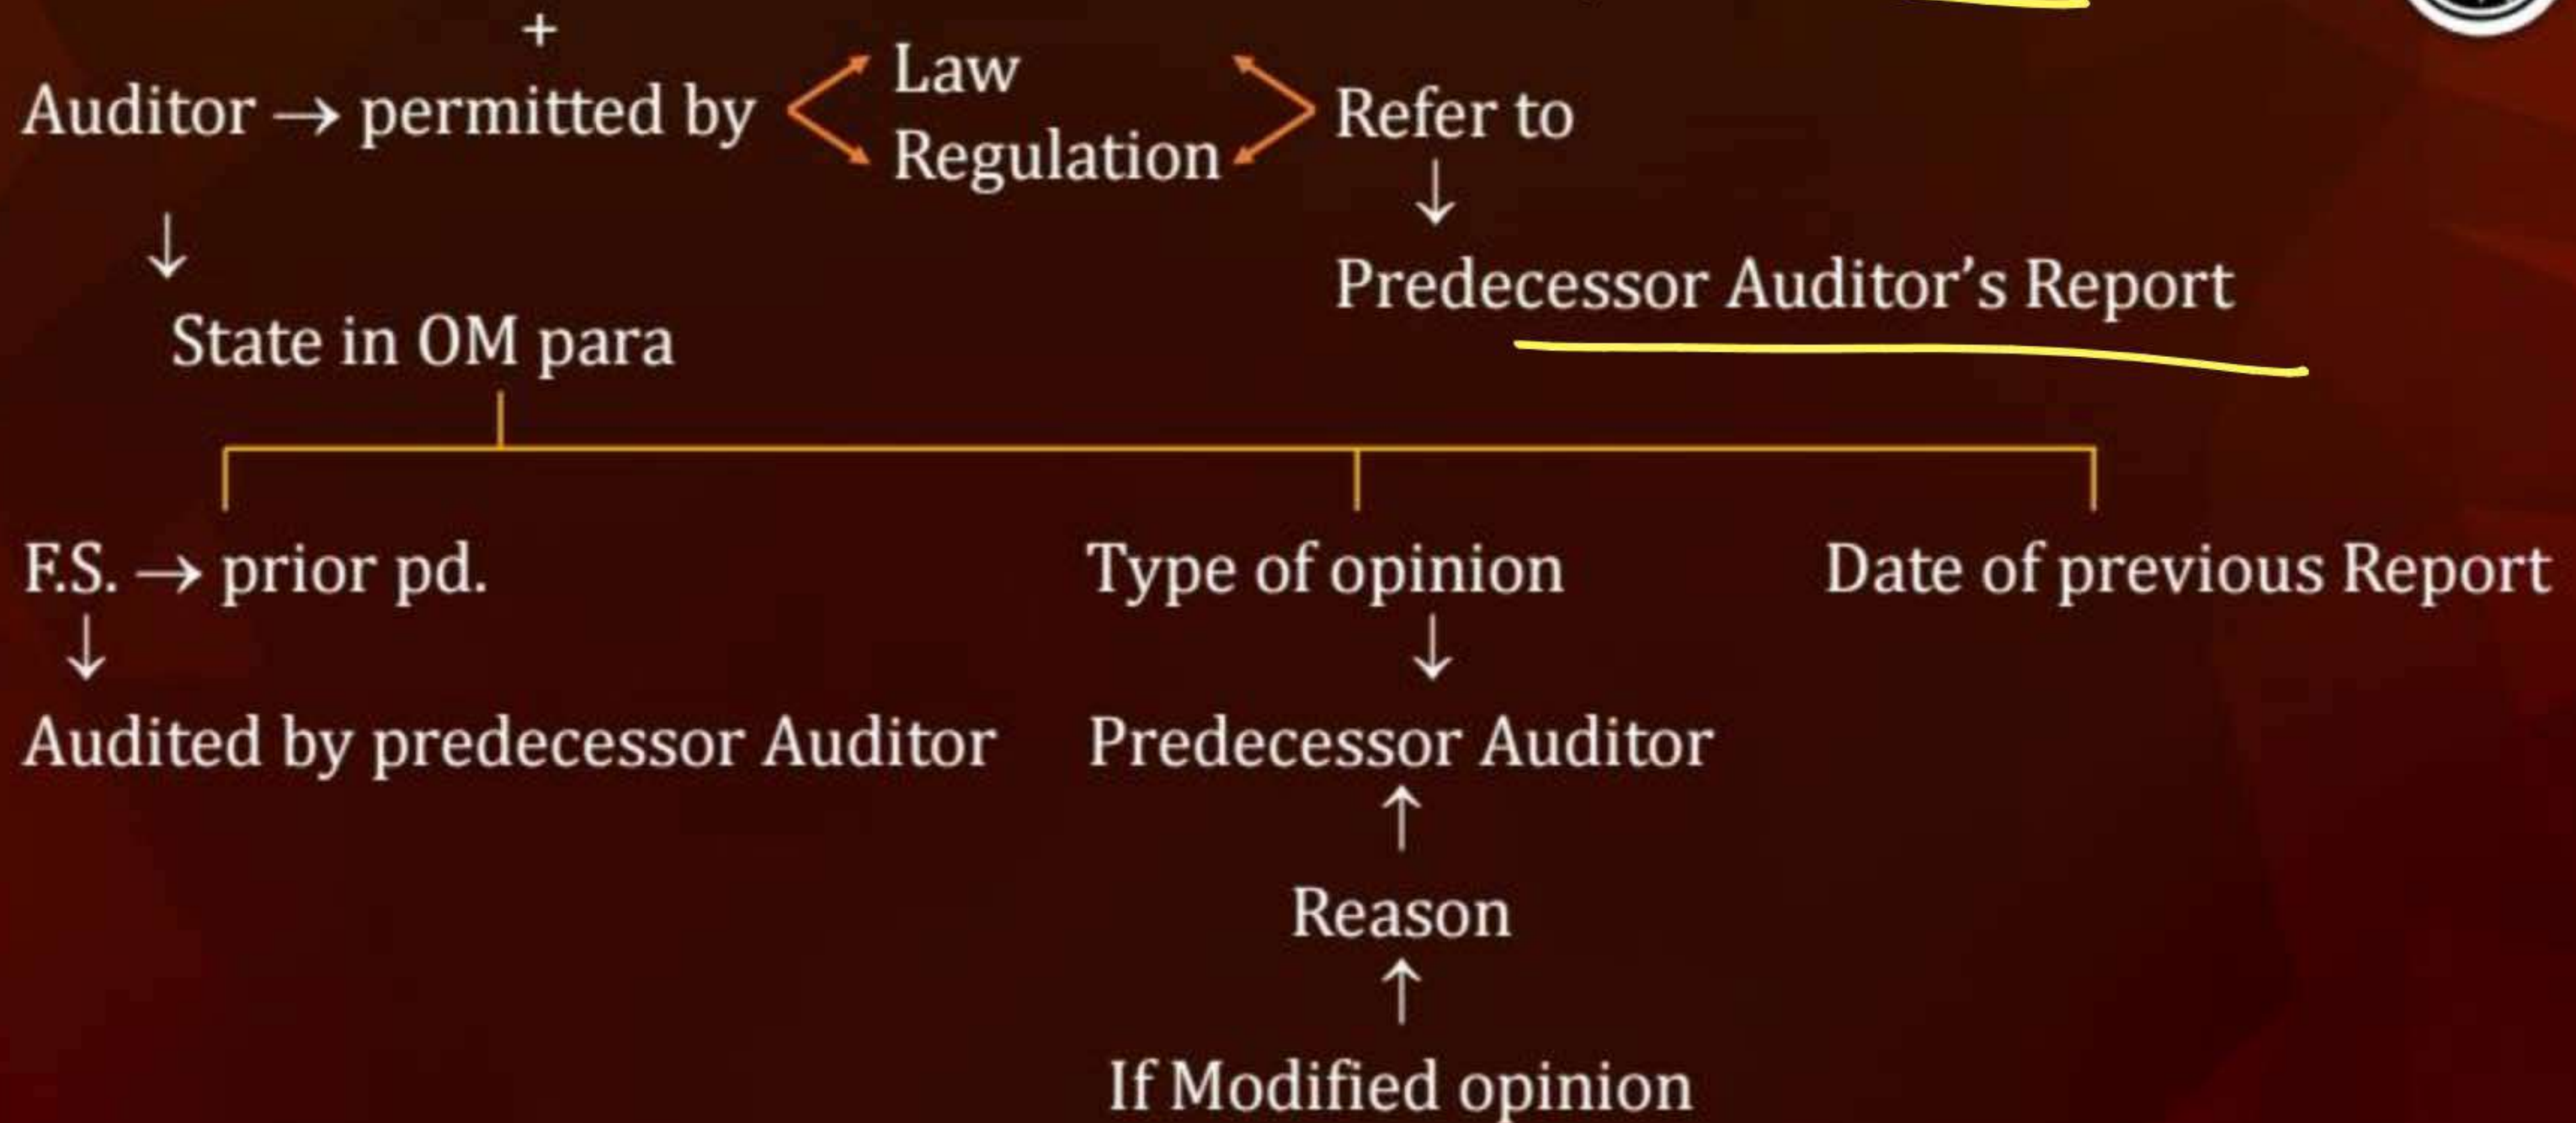 +
Auditor → permitted by
Law
Regulation
Refer to
↓
↓
Predecessor Auditor's Report
State in OM para
F.S. → prior pd.
Type of opinion
Date of previous Report
↓
↓
Audited by predecessor Auditor
Predecessor Auditor
↑
Reason
↑
If Modified opinion